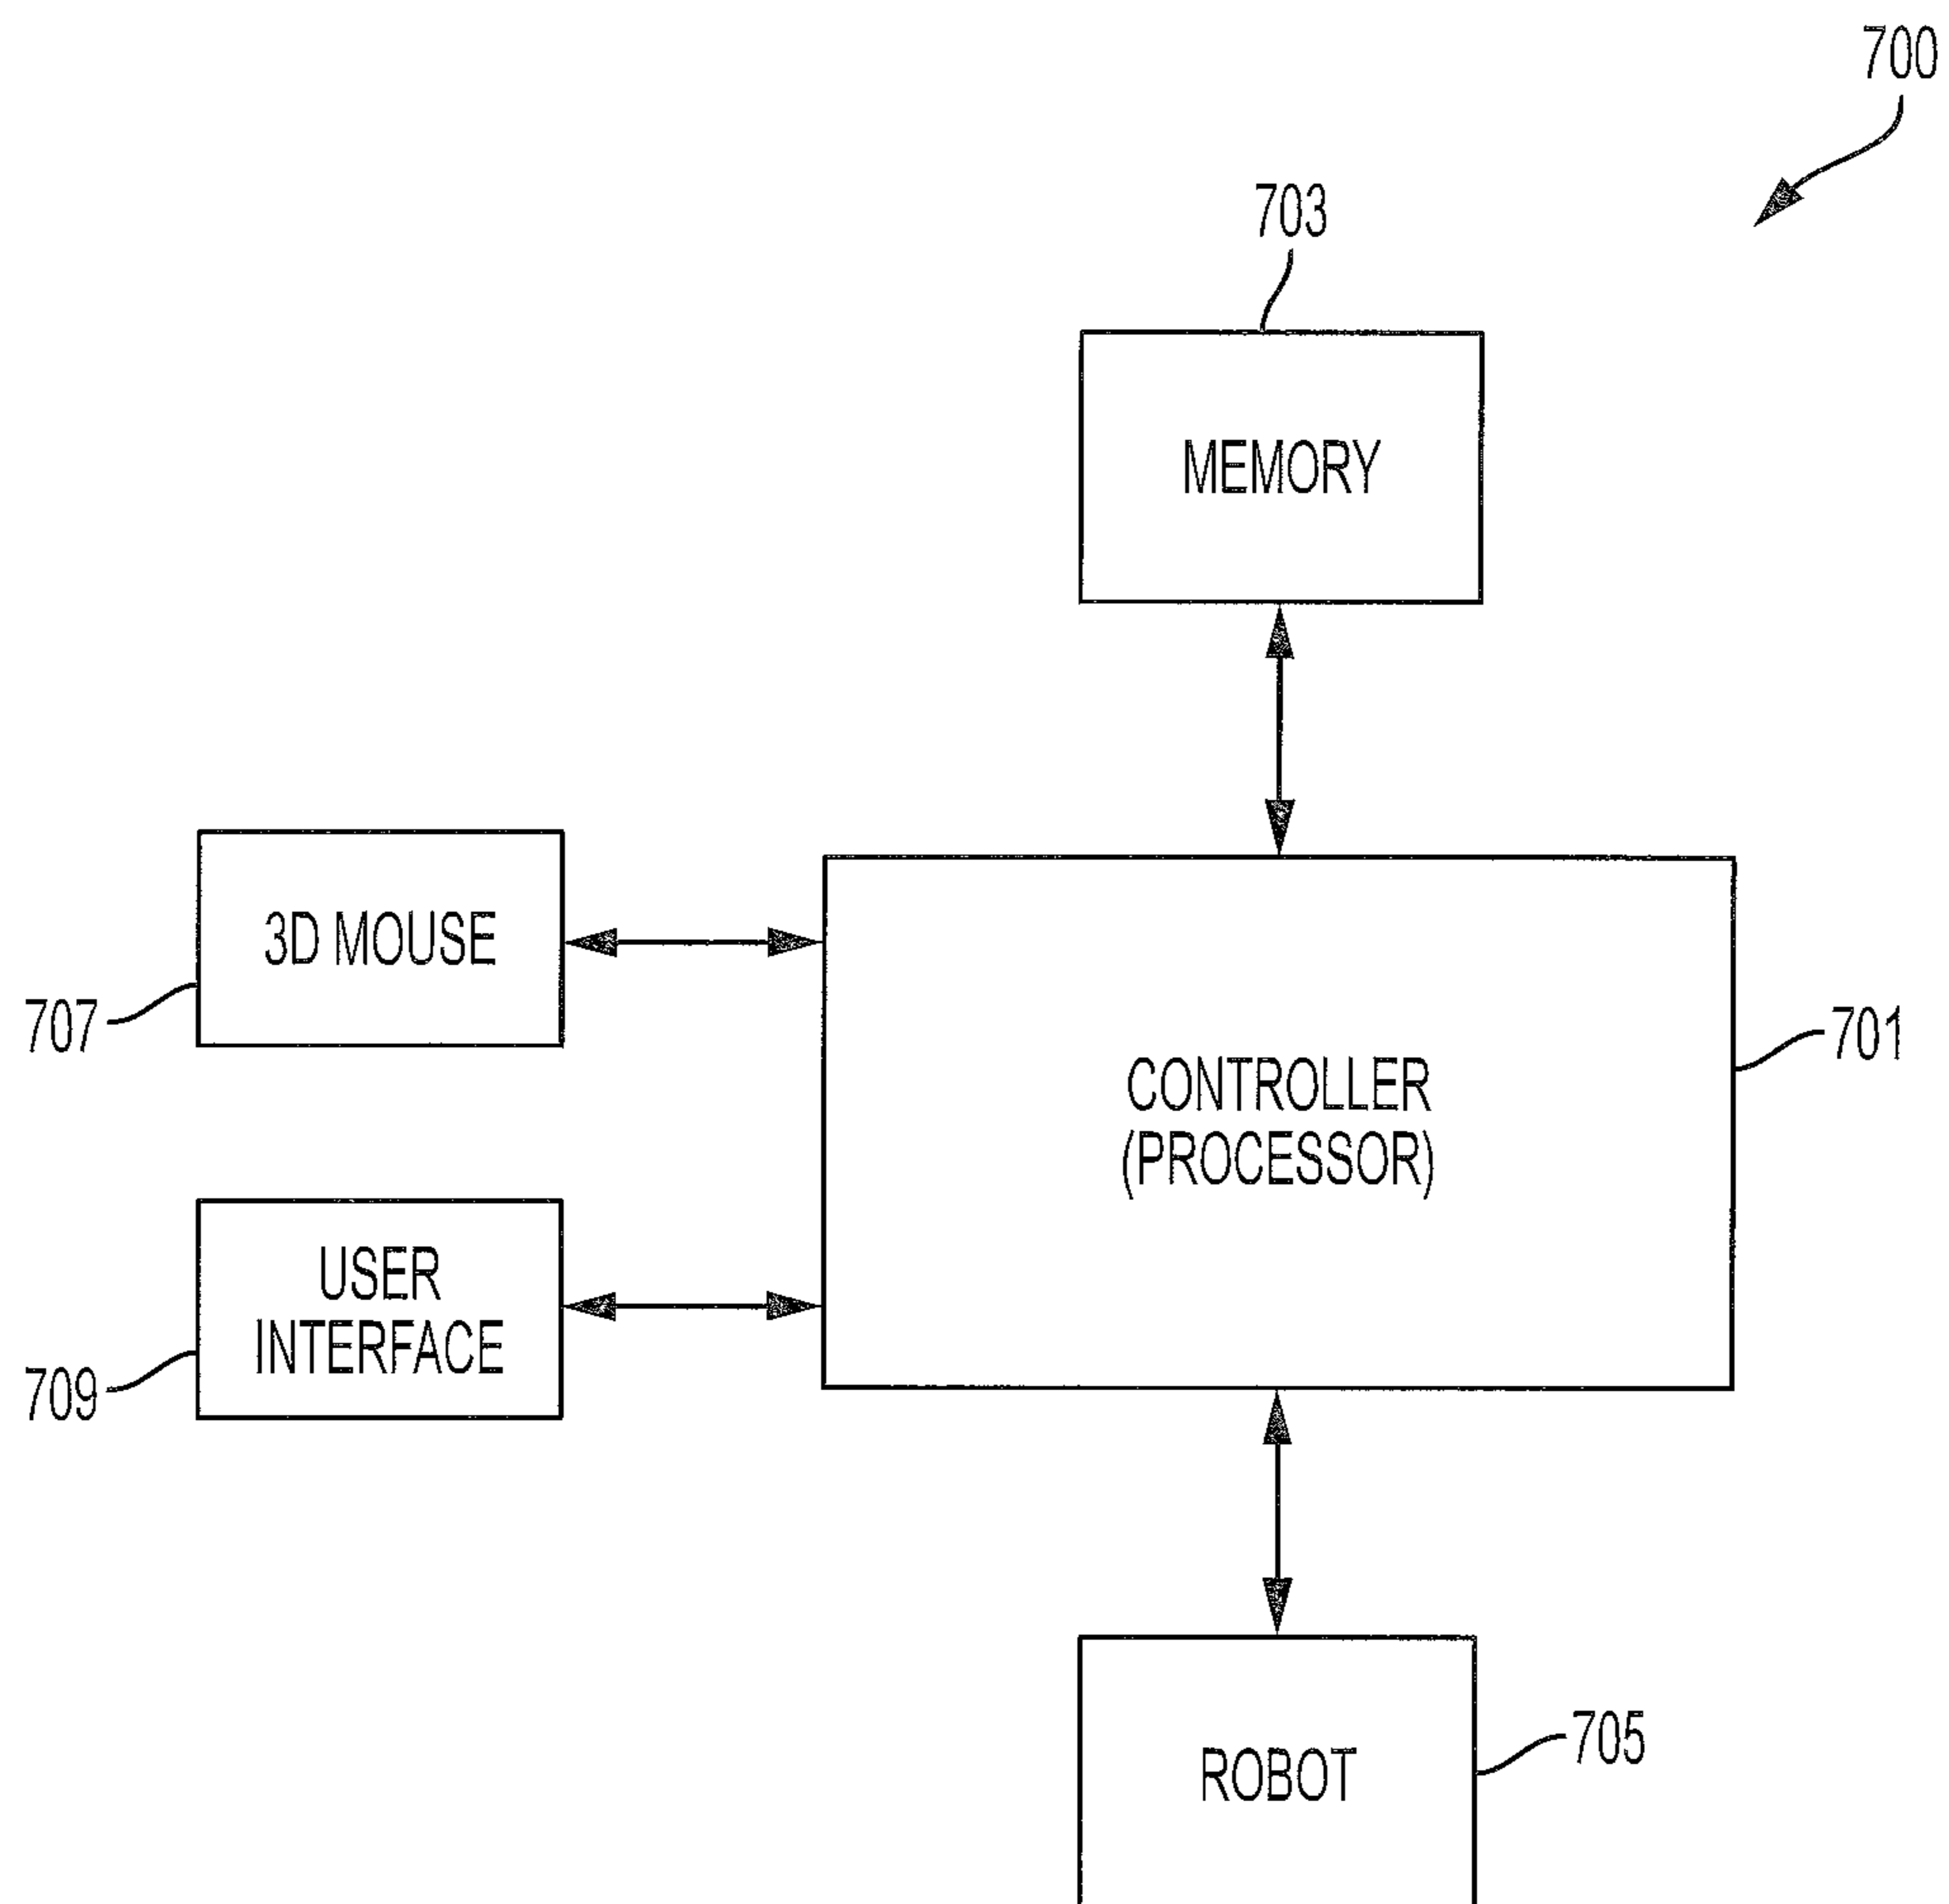 700
703
MEMORY
3D MOUSE
707
CONTROLLER
(PROCESSOR)
701
USER
INTERFACE
709
ROBOT
705